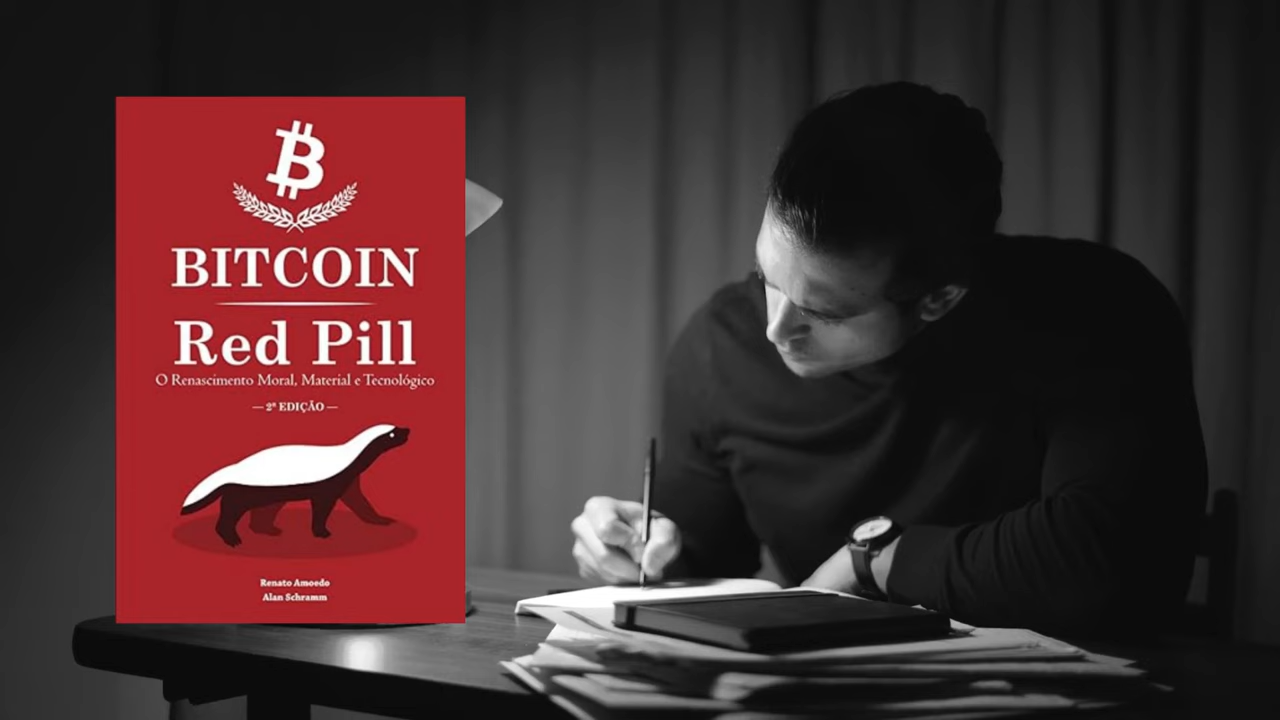 BITCOIN
Red Pill
O Renascimento Moral, Material e Tecnológico
— 2ª EDIÇÃO —
Renato Amoedo
Alan Schramm